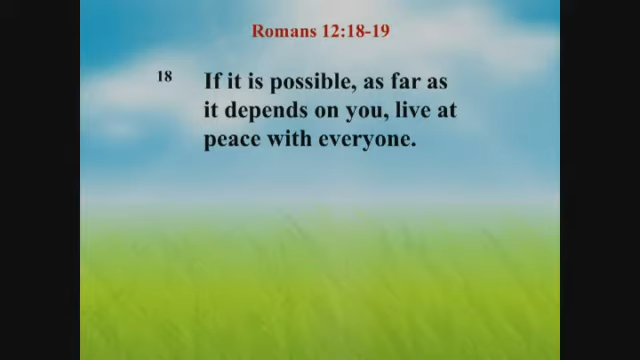 Romans 12:18-19
18 If it is possible, as far as
it depends on you, live at
peace with everyone.